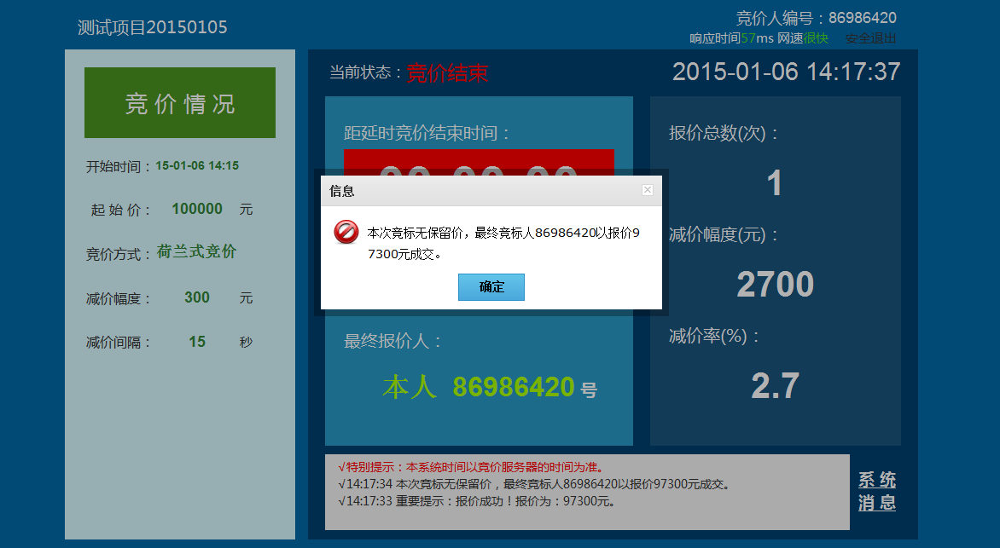 测试项目20150105
竞价人编号：86986420
响应时间57ms 网速很快 安全退出
竞价情况
开始时间：15-01-06 14:15
起 始 价： 100000 元
竞价方式：荷兰式竞价
减价幅度： 300 元
减价间隔： 15 秒
当前状态：竞价结束
2015-01-06 14:17:37
距延时竞价结束时间：
信息
本次竞标无保留价，最终竞标人86986420以报价9
7300元成交。
确定
最终报价人：
本人 86986420 号
报价总数(次)：
1
减价幅度(元)：
2700
减价率(%)：
2.7
√特别提示：本系统时间以竞价服务器的时间为准。
√14:17:34 本次竞标无保留价，最终竞标人86986420以报价97300元成交。
√14:17:33 重要提示：报价成功！报价为：97300元。
系 统
消 息